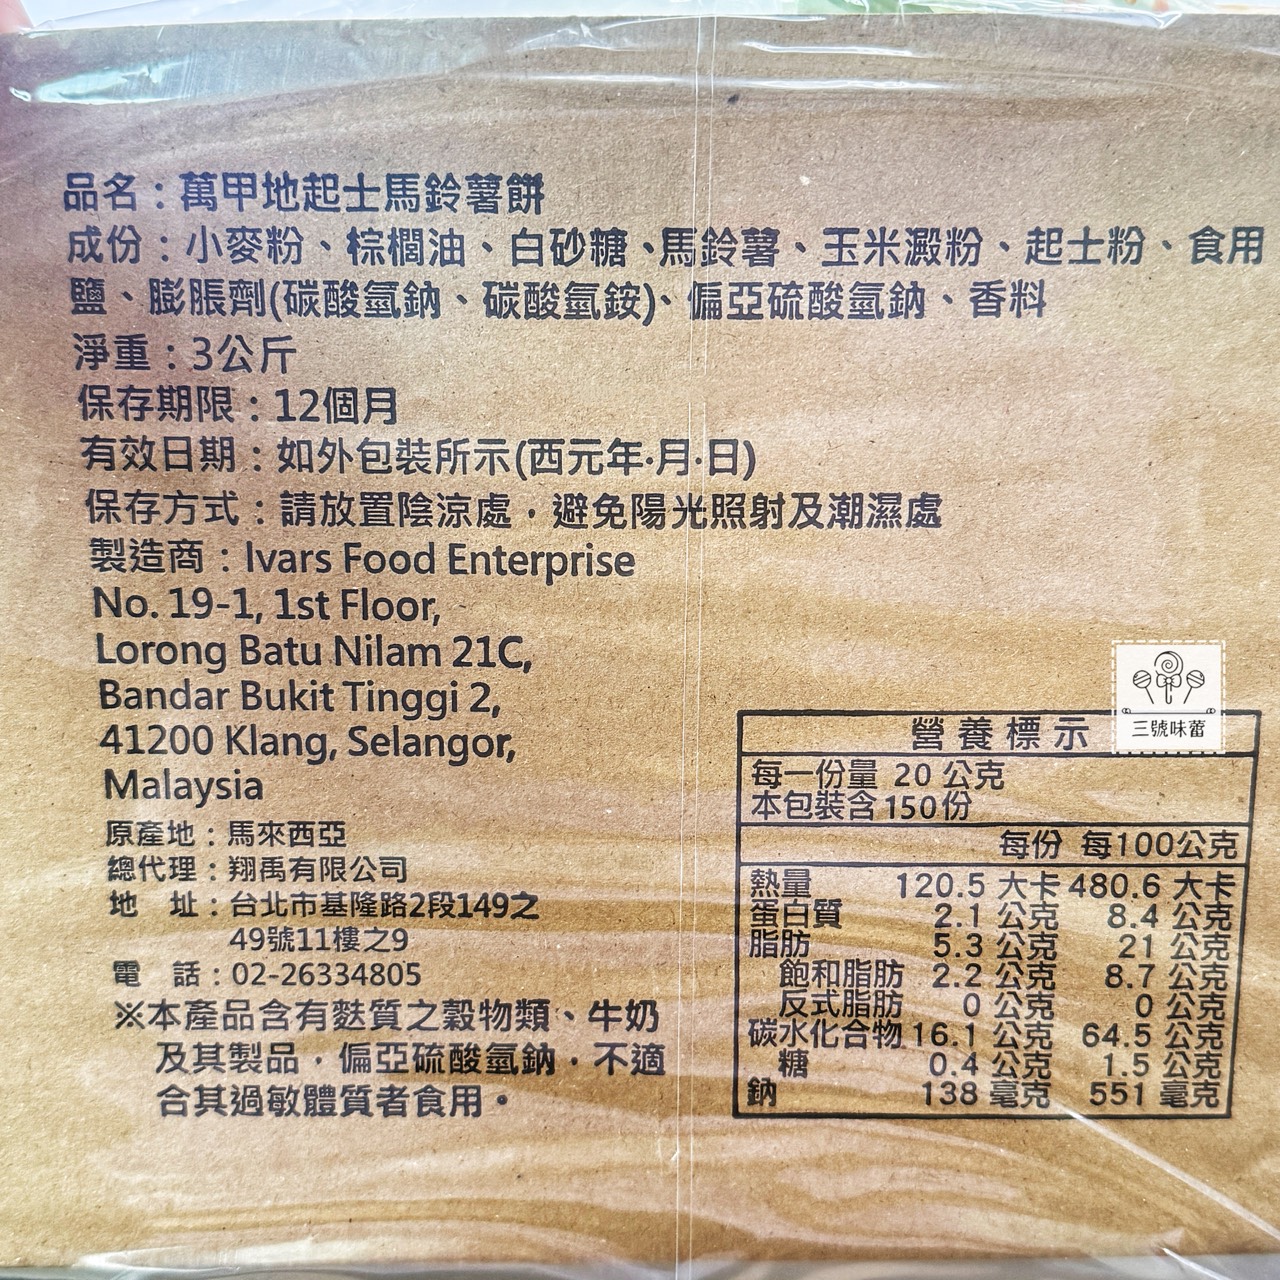 品名：萬甲地起士馬鈴薯餅
成份：小麥粉、棕櫚油、白砂糖、馬鈴薯、玉米澱粉、起士粉、食用
鹽、膨脹劑(碳酸氫鈉、碳酸氫銨)、偏亞硫酸氫鈉、香料
淨重：3公斤
保存期限：12個月
有效日期：如外包裝所示(西元年·月·日)
保存方式：請放置陰涼處，避免陽光照射及潮濕處
製造商：Ivars Food Enterprise
No. 19-1, 1st Floor,
Lorong Batu Nilam 21C,
Bandar Bukit Tinggi 2,
41200 Klang, Selangor,
Malaysia
原產地：馬來西亞
總代理：翔禹有限公司
地　址：台北市基隆路2段149之
49號11樓之9
電　話：02-26334805
※本產品含有麩質之穀物類、牛奶
及其製品，偏亞硫酸氫鈉，不適
合其過敏體質者食用。
三號味蕾
營養標示
每一份量 20 公克
本包裝含150份
每份 每100公克
熱量 120.5 大卡 480.6 大卡
蛋白質 2.1 公克 8.4 公克
脂肪 5.3 公克 21 公克
飽和脂肪 2.2 公克 8.7 公克
反式脂肪 0 公克 0 公克
碳水化合物 16.1 公克 64.5 公克
糖 0.4 公克 1.5 公克
鈉 138 毫克 551 毫克